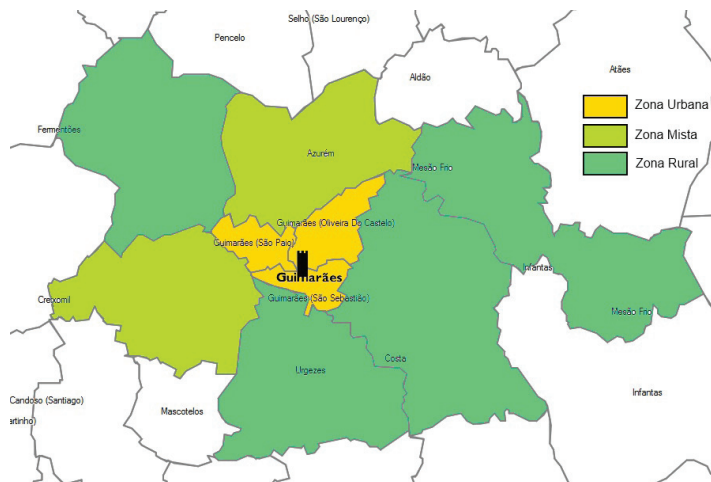 Selho (São Lourenço)
Pencelo
Aldão
Atães
Zona Urbana
Zona Mista
Zona Rural
Fermentões
Azurém
Mesão Frio
Guimarães (Oliveira Do Castelo)
Guimarães (São Paio)
Infantas
Guimarães
Guimarães (São Sebastião)
Creixomil
Mesão Frio
Costa
Urgezes
Candoso (Santiago)
Infantas
Mascotelos
artinho)